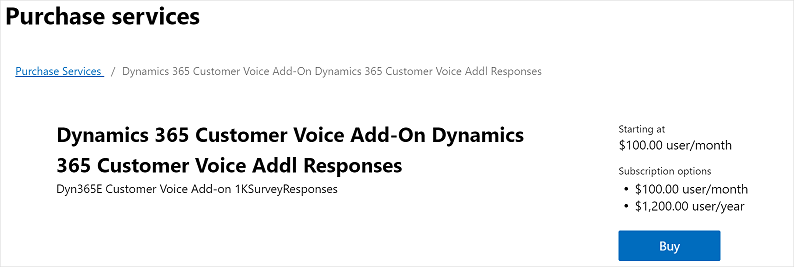 Purchase services
Purchase Services / Dynamics 365 Customer Voice Add-On Dynamics 365 Customer Voice Addl Responses
Dynamics 365 Customer Voice Add-On Dynamics
365 Customer Voice Addl Responses
Dyn365E Customer Voice Add-on 1KSurveyResponses
Starting at
$100.00 user/month
Subscription options
• $100.00 user/month
• $1,200.00 user/year
Buy